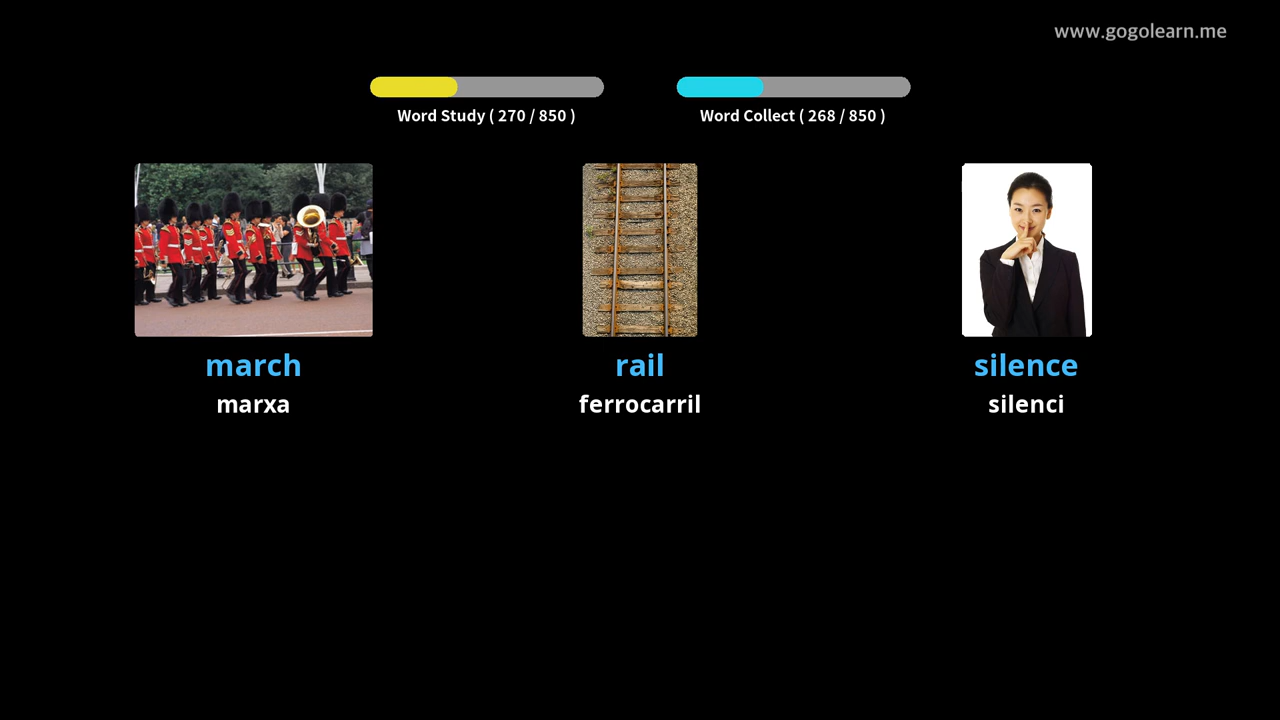 www.gogolearn.me
Word Study ( 270 / 850 )
Word Collect ( 268 / 850 )
march
marxa
rail
ferrocarril
silence
silenci